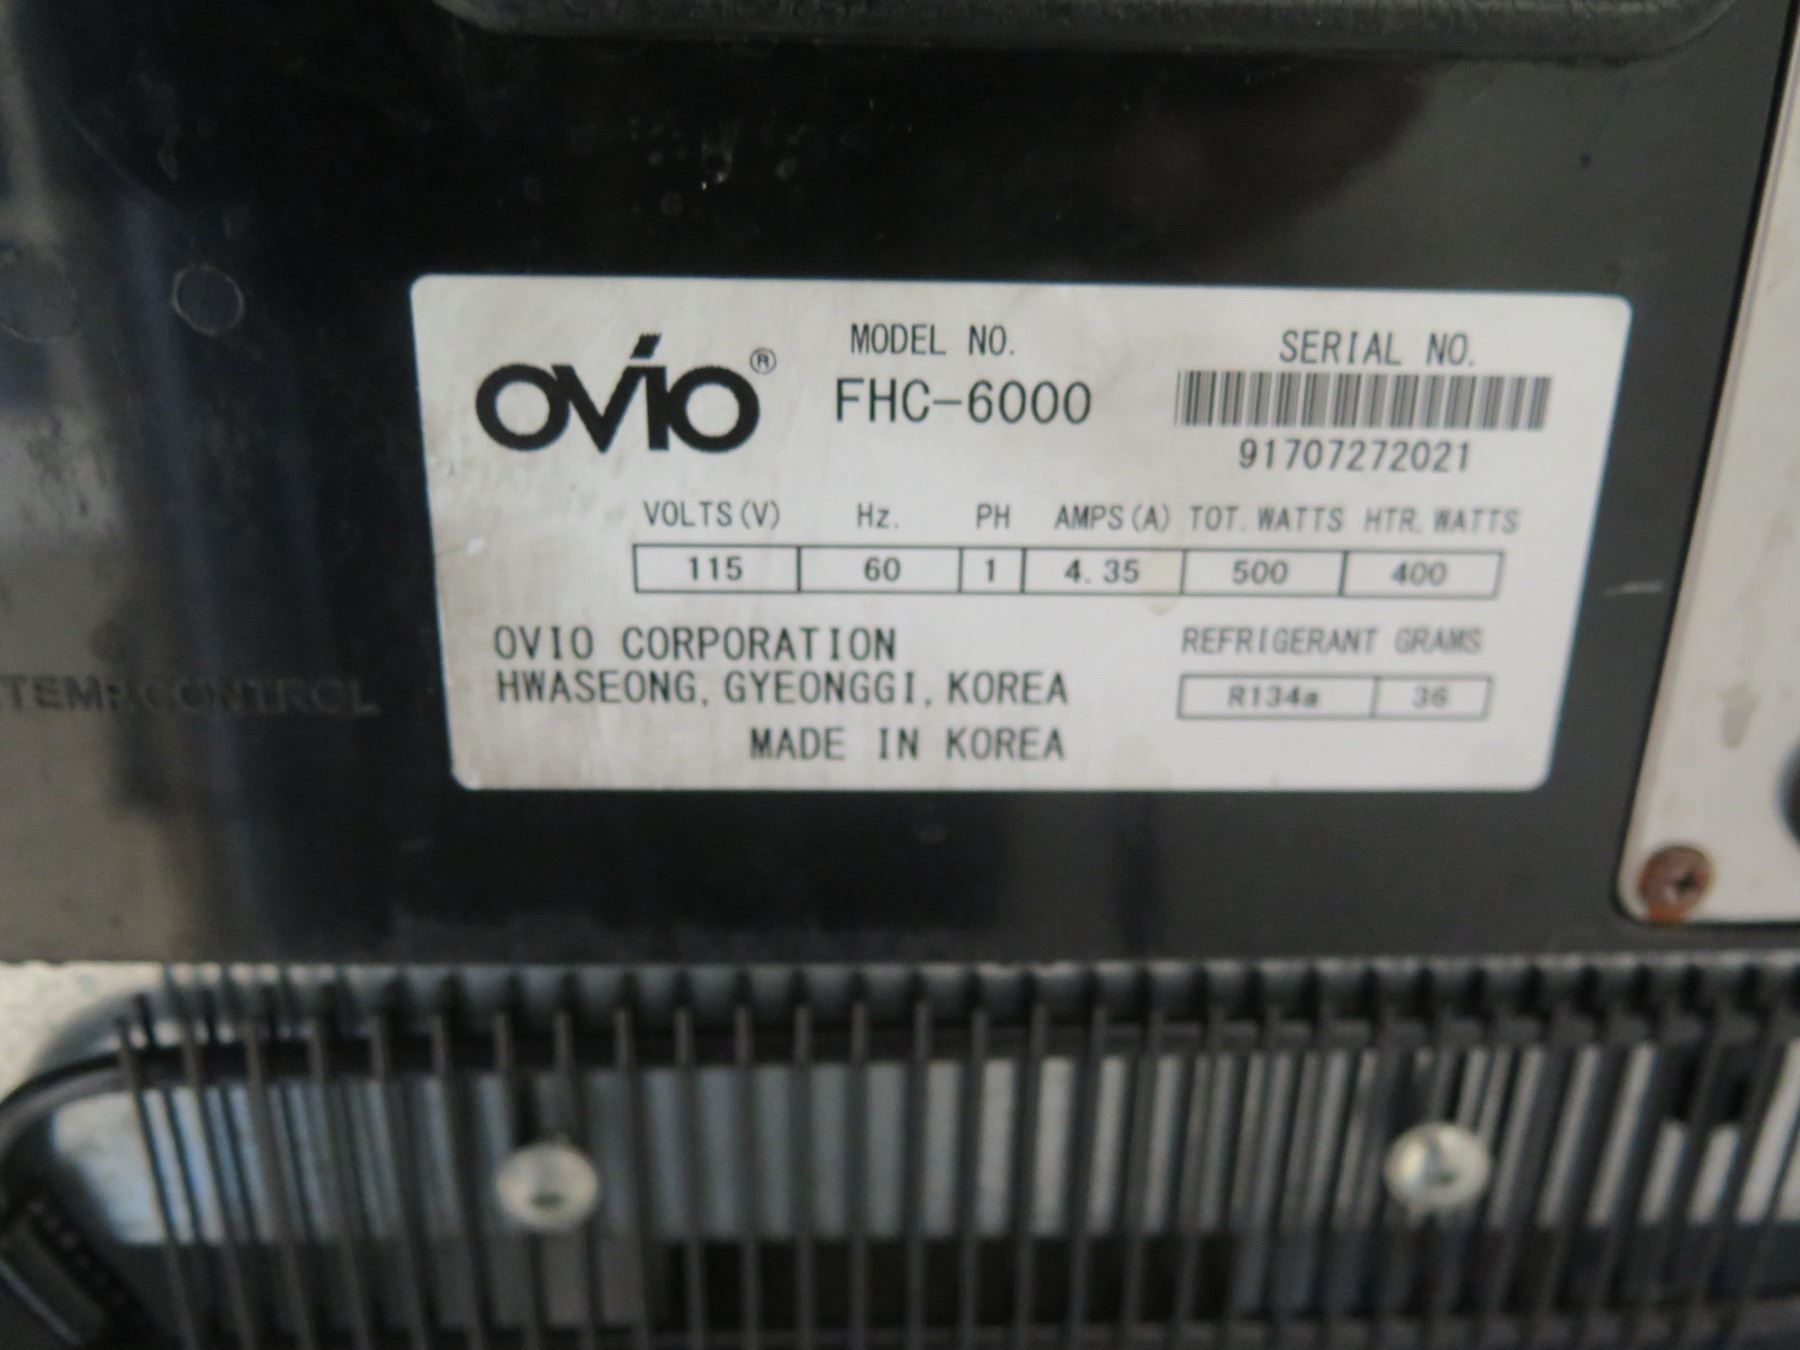 OVIO®
MODEL NO.
FHC-6000
SERIAL NO.
91707272021
VOLTS(V) Hz. PH AMPS(A) TOT. WATTS HTR. WATTS
115 60 1 4.35 500 400
OVIO CORPORATION
HWASEONG, GYEONGGI, KOREA
MADE IN KOREA
REFRIGERANT GRAMS
R134a 36
TEMP. CONTROL